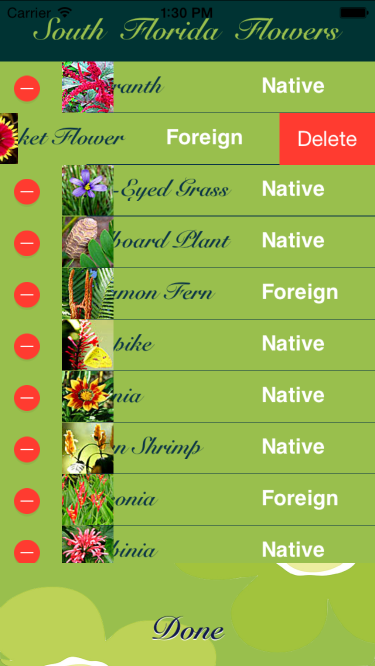 Carrier 1:30 PM
South Florida Flowers
ranth Native
ket Flower Foreign Delete
-Eyed Grass Native
board Plant Native
amon Fern Foreign
pike Native
nia Native
n Shrimp Native
onia Foreign
binia Native
Done